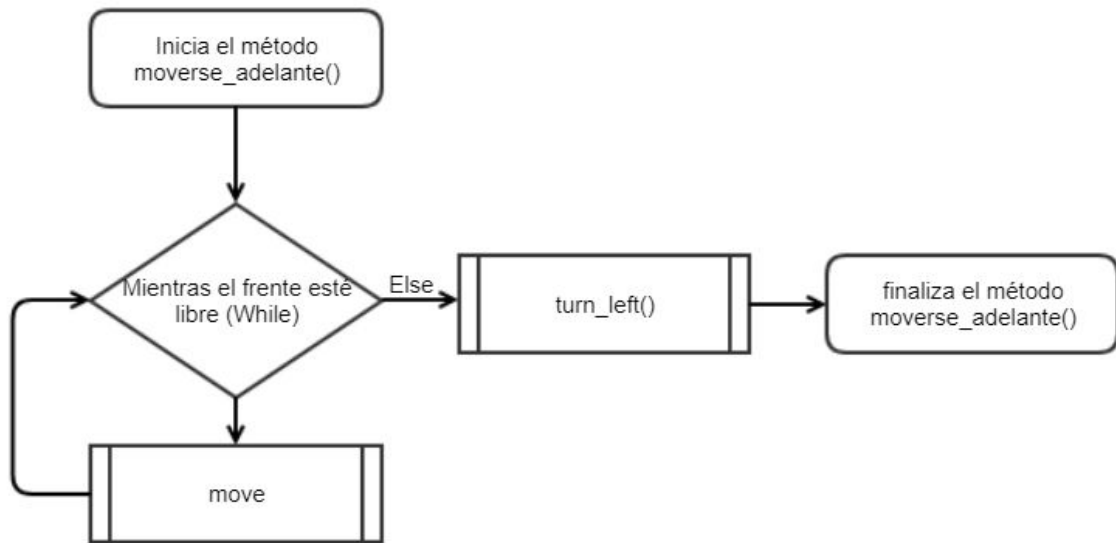 Inicia el método
moverse_adelante()
Mientras el frente esté
libre (While)
Else
turn_left()
finaliza el método
moverse_adelante()
move